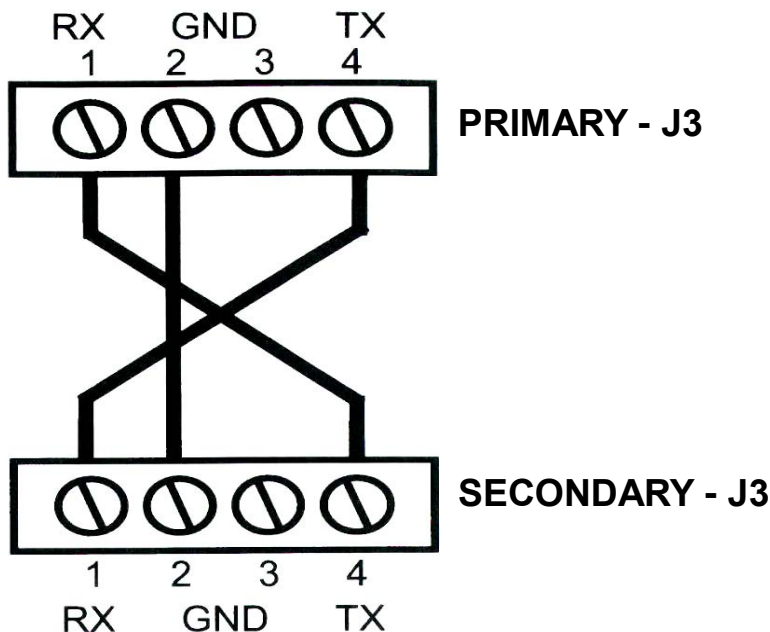 RX GND TX
1 2 3 4
PRIMARY - J3
SECONDARY - J3
1 2 3 4
RX GND TX